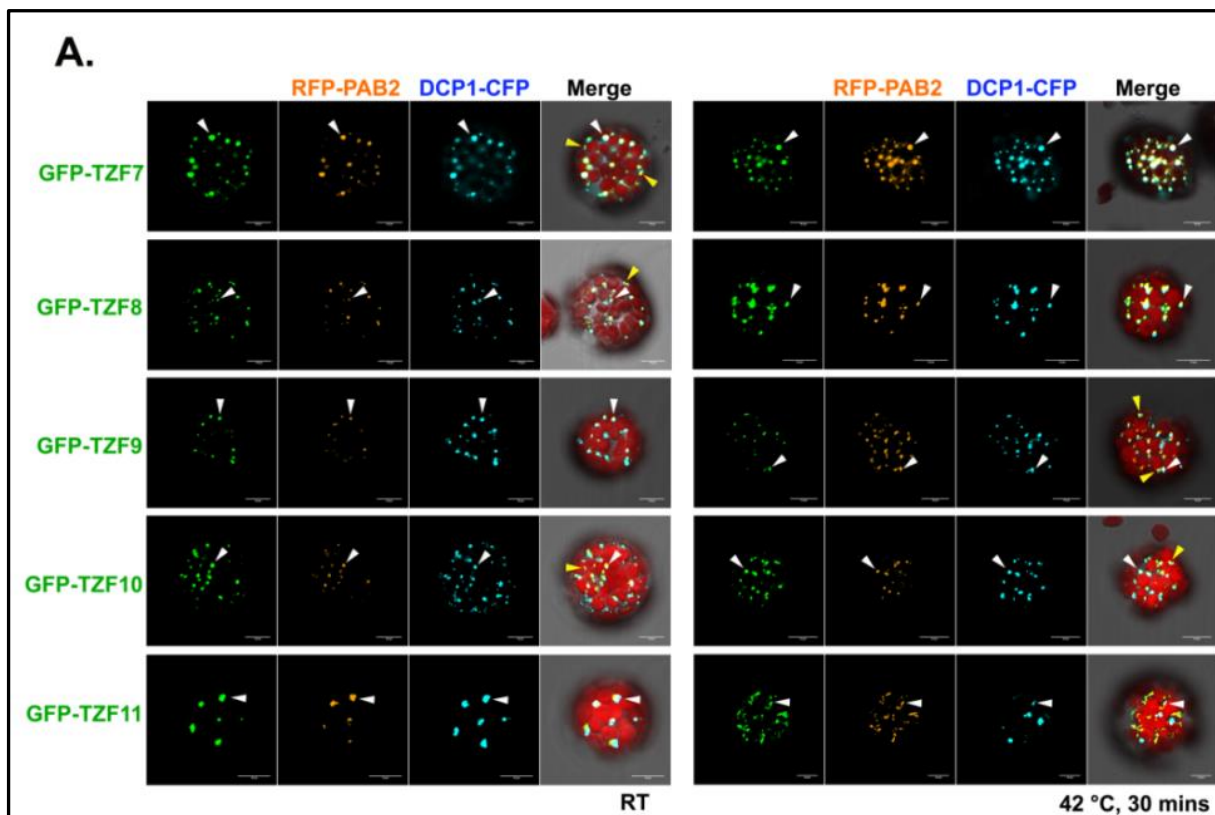 A.
RFP-PAB2 DCP1-CFP Merge RFP-PAB2 DCP1-CFP Merge
GFP-TZF7
GFP-TZF8
GFP-TZF9
GFP-TZF10
GFP-TZF11
RT 42 °C, 30 mins